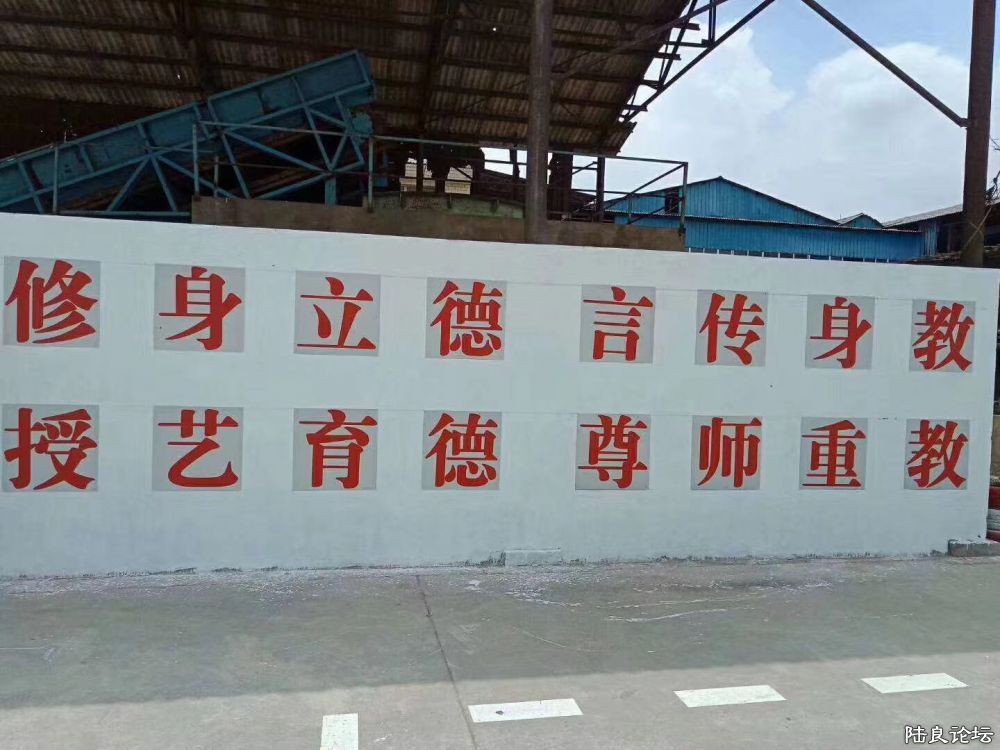 修身立德 言传身教
授艺育德 尊师重教
陆良论坛